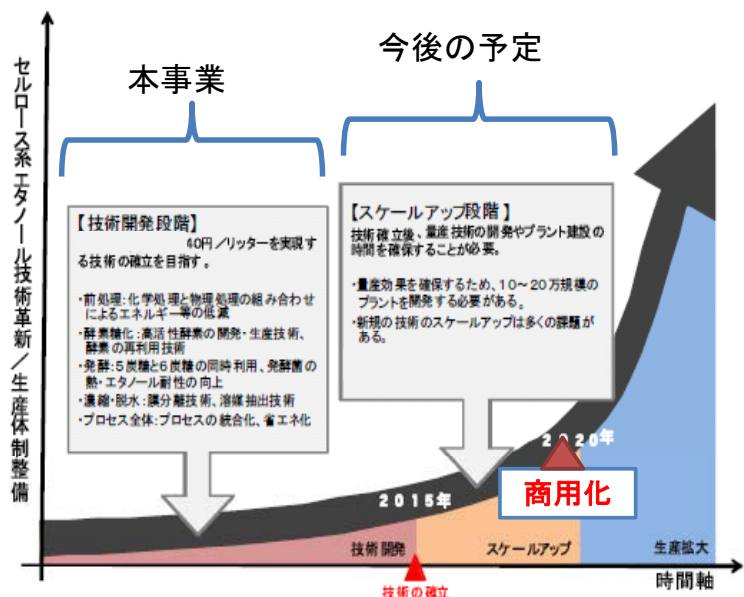 今後の予定
本事業
セルロース系エタノール技術革新／生産体制整備
【技術開発段階】
40円／リッターを実現す
る技術の確立を目指す。
・前処理：化学処理と物理処理の組み合わせ
によるエネルギー等の低減
・酵素糖化：高活性酵素の開発・生産技術、
酵素の再利用技術
・発酵：５炭糖と６炭糖の同時利用、発酵菌の
熱・エタノール耐性の向上
・濃縮・脱水：膜分離技術、溶媒抽出技術
・プロセス全体：プロセスの統合化、省エネ化
【スケールアップ段階】
技術確立後、量産技術の開発やプラント建設の
時間を確保することが必要。
・量産効果を確保するため、10～20万規模の
プラントを開発する必要がある。
・新規の技術のスケールアップは多くの課題が
ある。
2020年
商用化
2015年
技術開発
スケールアップ
生産拡大
時間軸
技術の確立